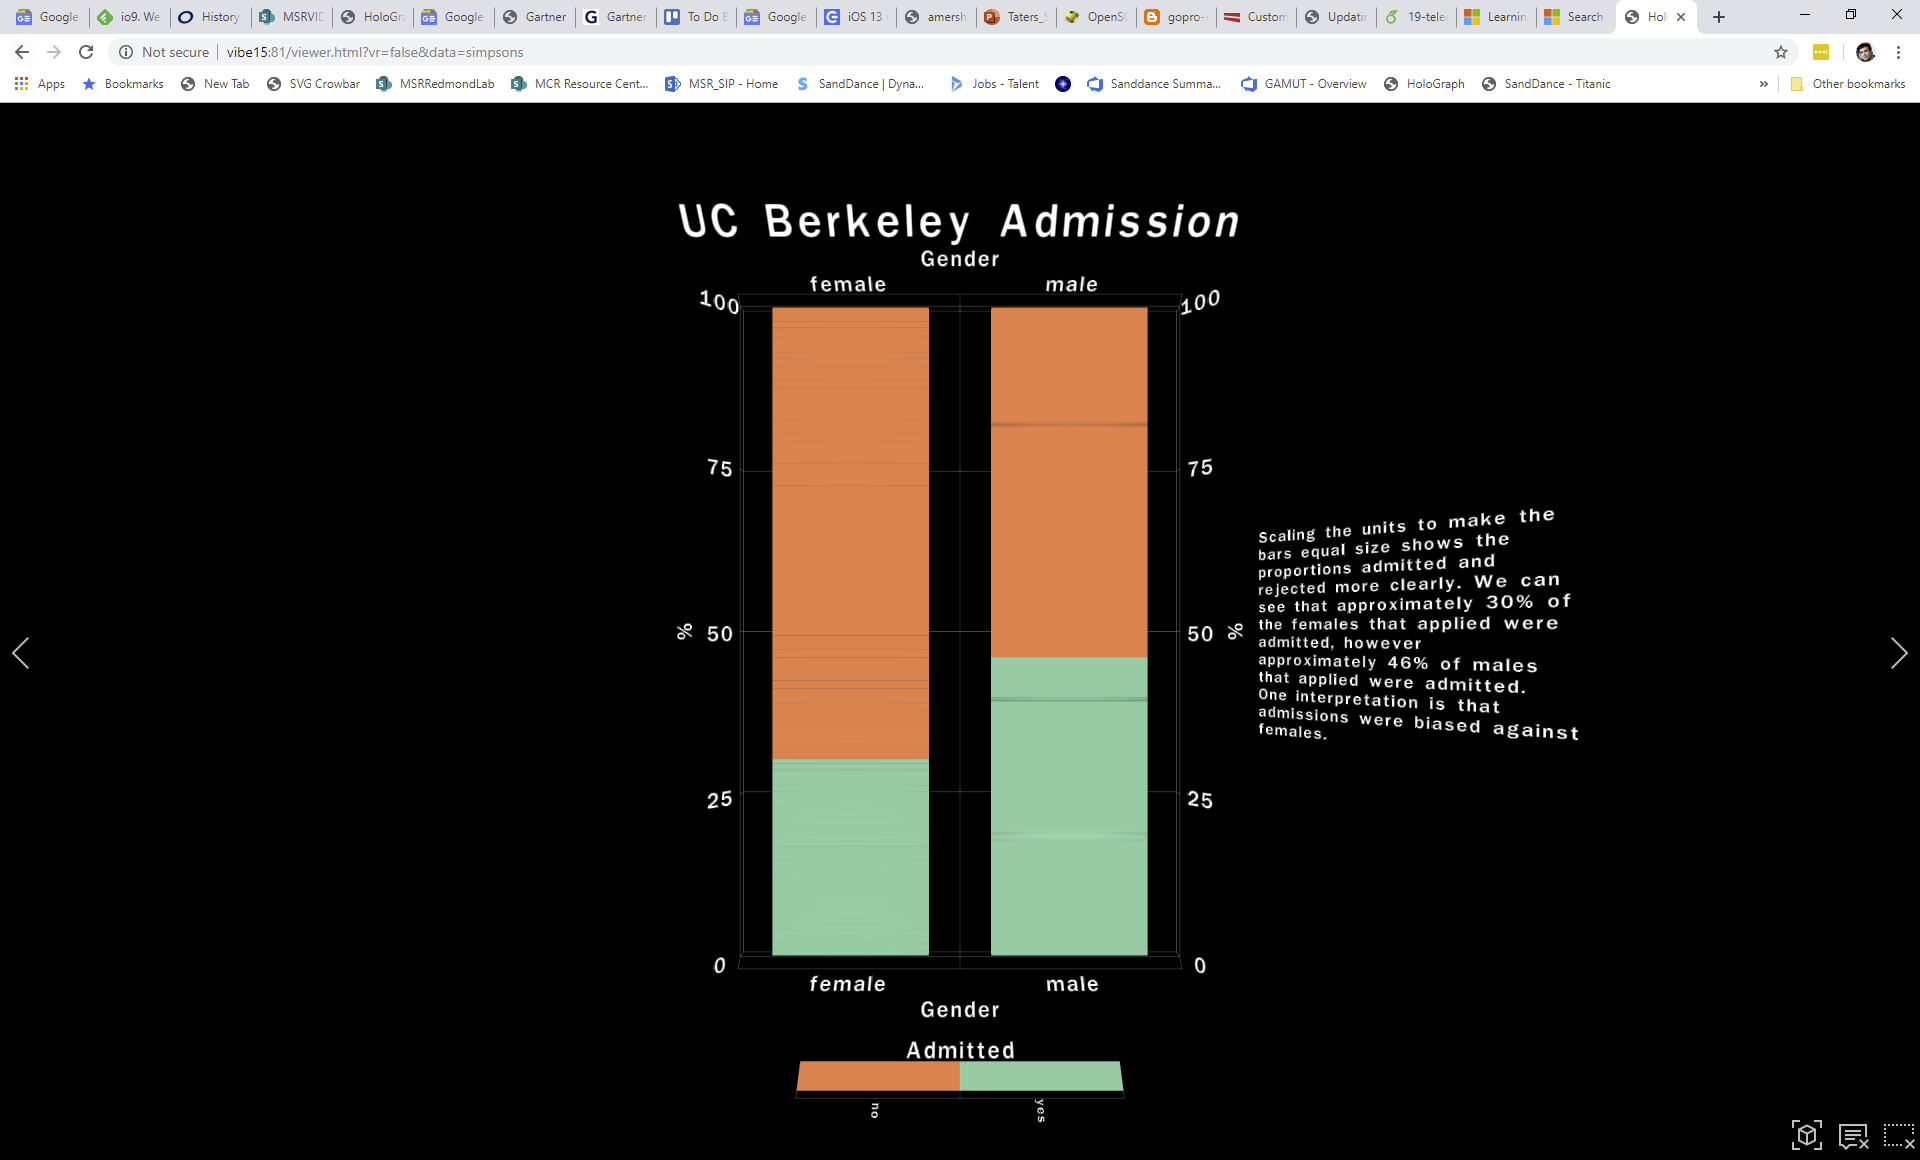 Google
io9. We
History
MSRVID
HoloGra
Google
Gartner
Gartner
To Do
Google
iOS 13
amersh
Taters_
OpenSC
gopro-
Custom
Updatin
19-tele
Learnin
Search
Hol
Not secure
vibe15:81/viewer.html?vr=false&data=simpsons
Apps
Bookmarks
New Tab
SVG Crowbar
MSRRedmondLab
MCR Resource Cent...
MSR_SIP - Home
SandDance | Dyna...
Jobs - Talent
Sanddance Summa...
GAMUT - Overview
HoloGraph
SandDance - Titanic
Other bookmarks
UC Berkeley Admission
Gender
female
male
100
100
75
75
% 50
50 %
25
25
0
0
female
male
Gender
Admitted
no
yes
Scaling the units to make the
bars equal size shows the
proportions admitted and
rejected more clearly. We can
see that approximately 30% of
the females that applied were
admitted, however
approximately 46% of males
that applied were admitted.
One interpretation is that
admissions were biased against
females.